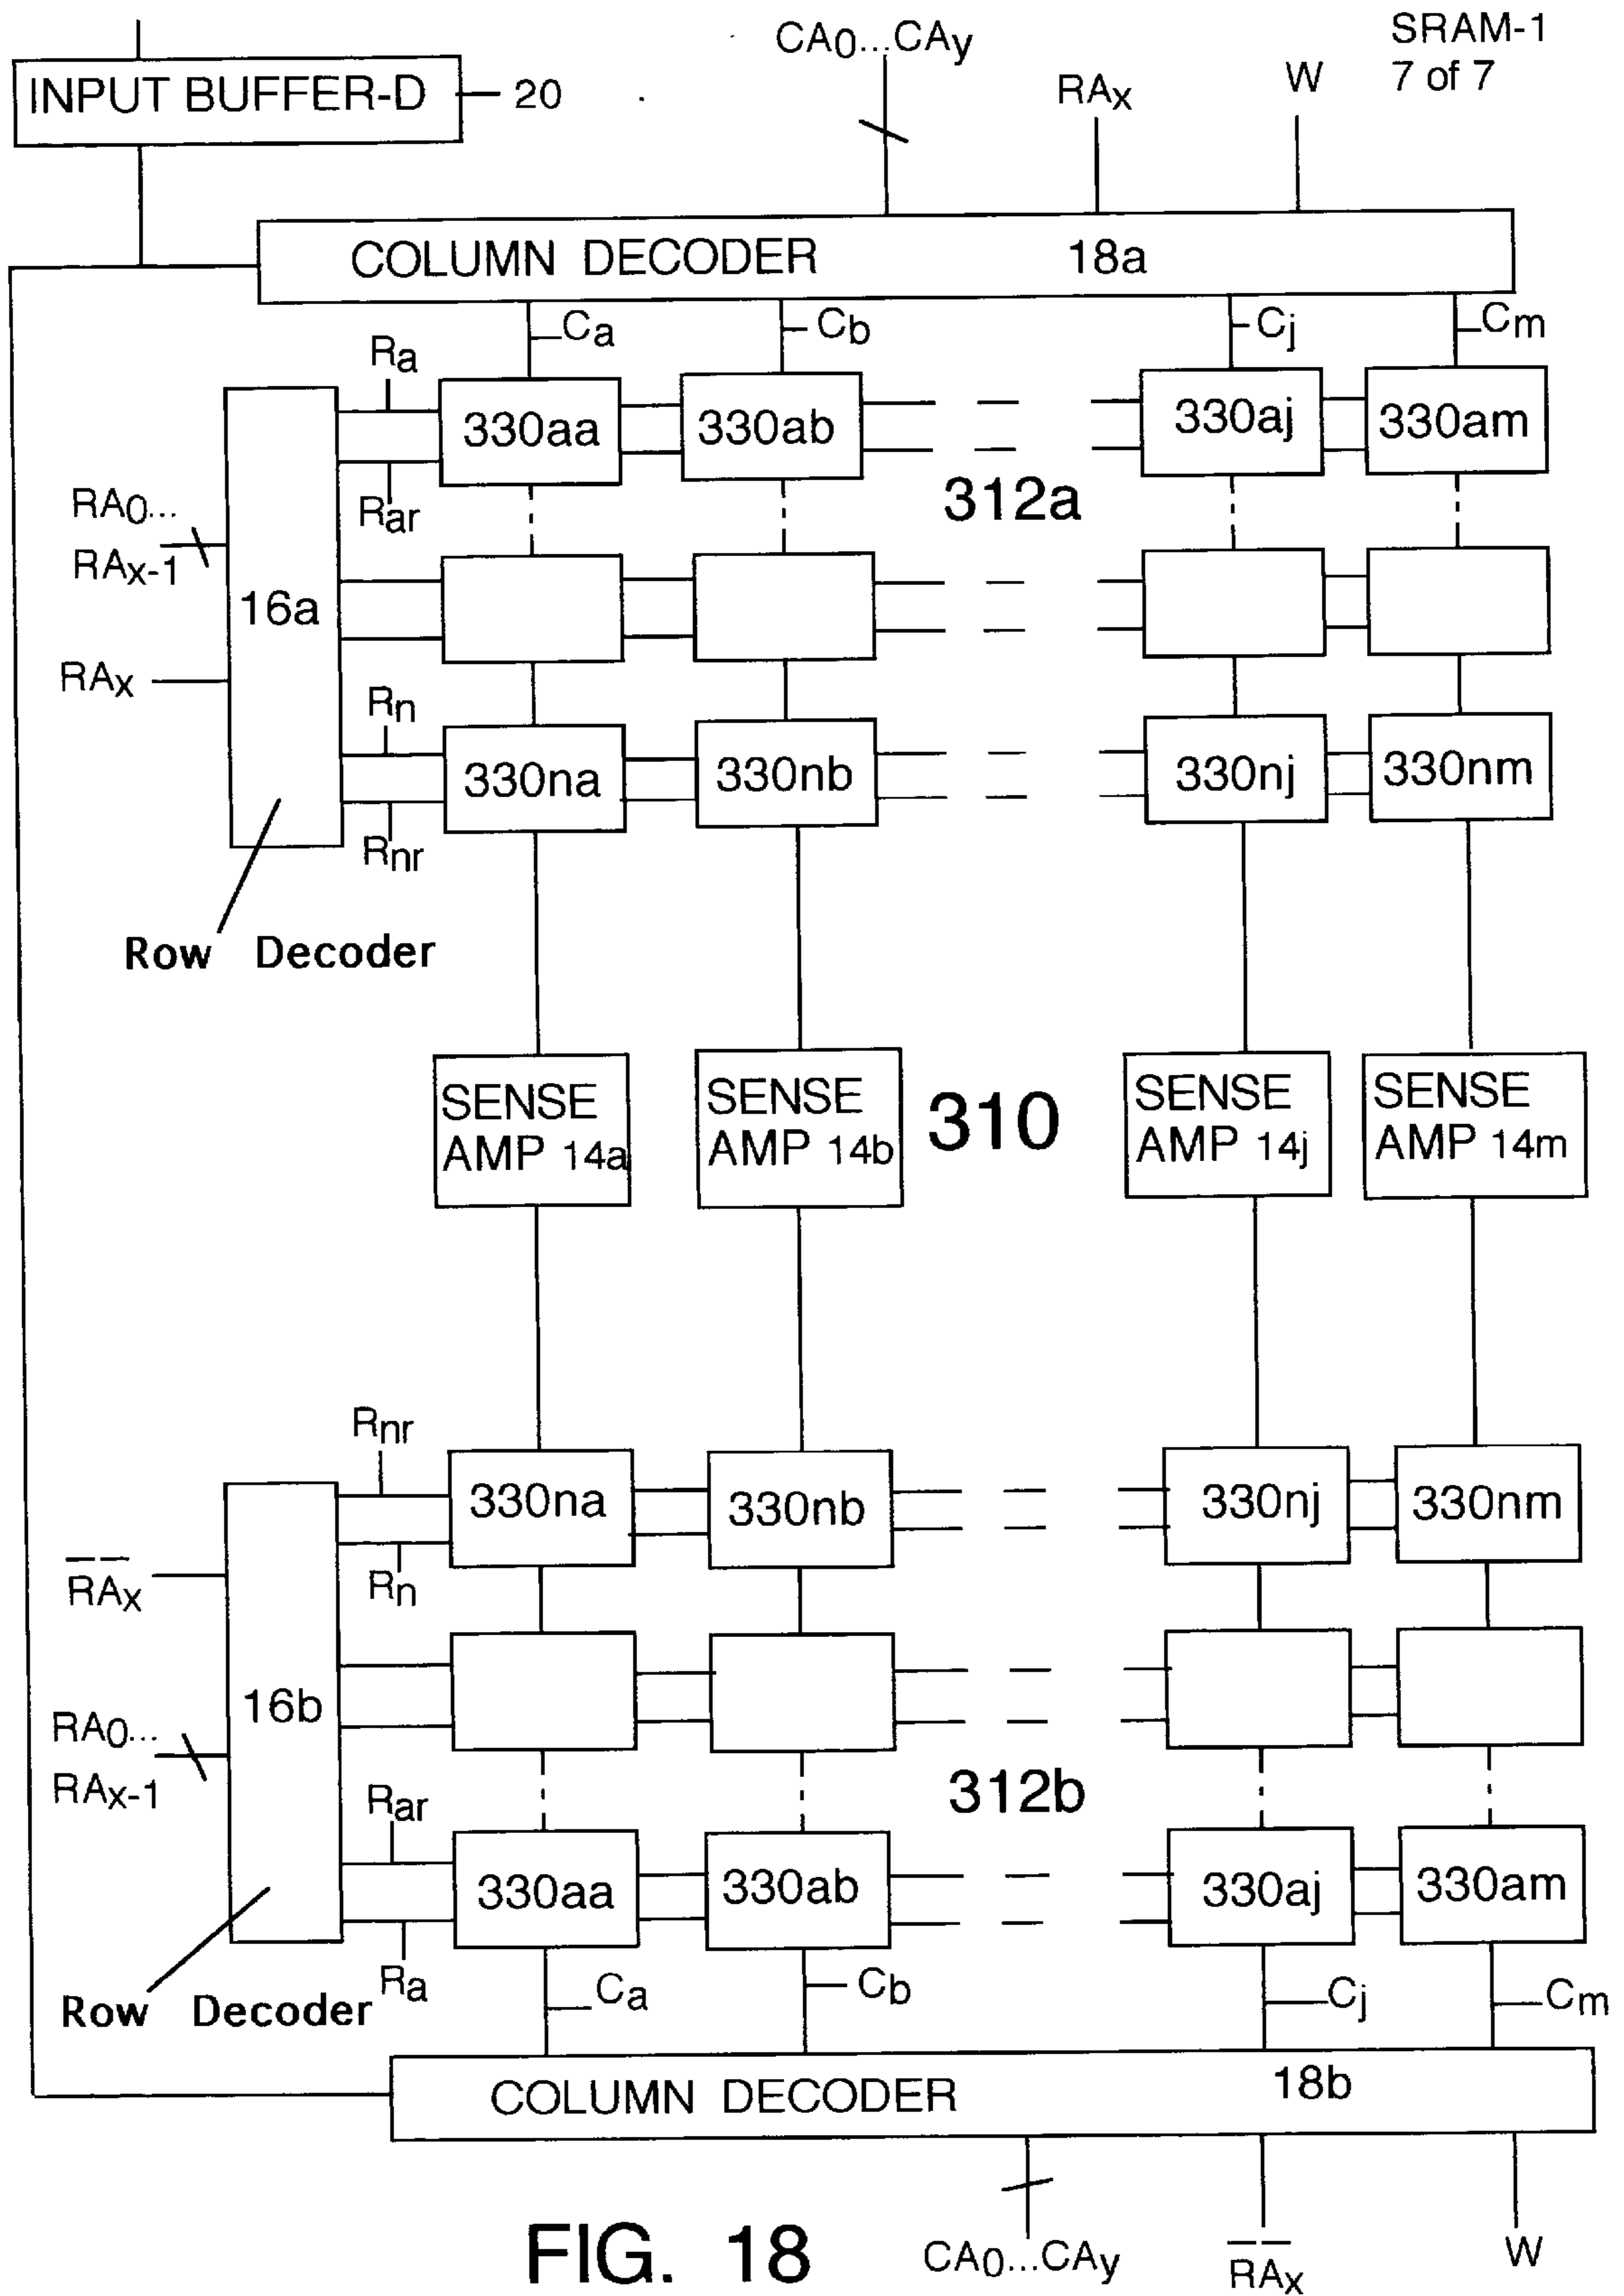 CA0...CAy
SRAM-1
7 of 7
INPUT BUFFER-D
20
RAx
W
COLUMN DECODER 18a
Ca
Cb
Cj
Cm
Ra
330aa
330ab
330aj
330am
Rar
312a
RA0...
RAx-1
16a
RAx
Rn
330na
330nb
330nj
330nm
Rnr
Row Decoder
SENSE
AMP 14a
SENSE
AMP 14b
310
SENSE
AMP 14j
SENSE
AMP 14m
Rnr
330na
330nb
330nj
330nm
R̅A̅x
Rn
16b
RA0...
RAx-1
312b
Rar
330aa
330ab
330aj
330am
Ra
Row Decoder
Ca
Cb
Cj
Cm
COLUMN DECODER 18b
FIG. 18
CA0...CAy
R̅A̅x
W